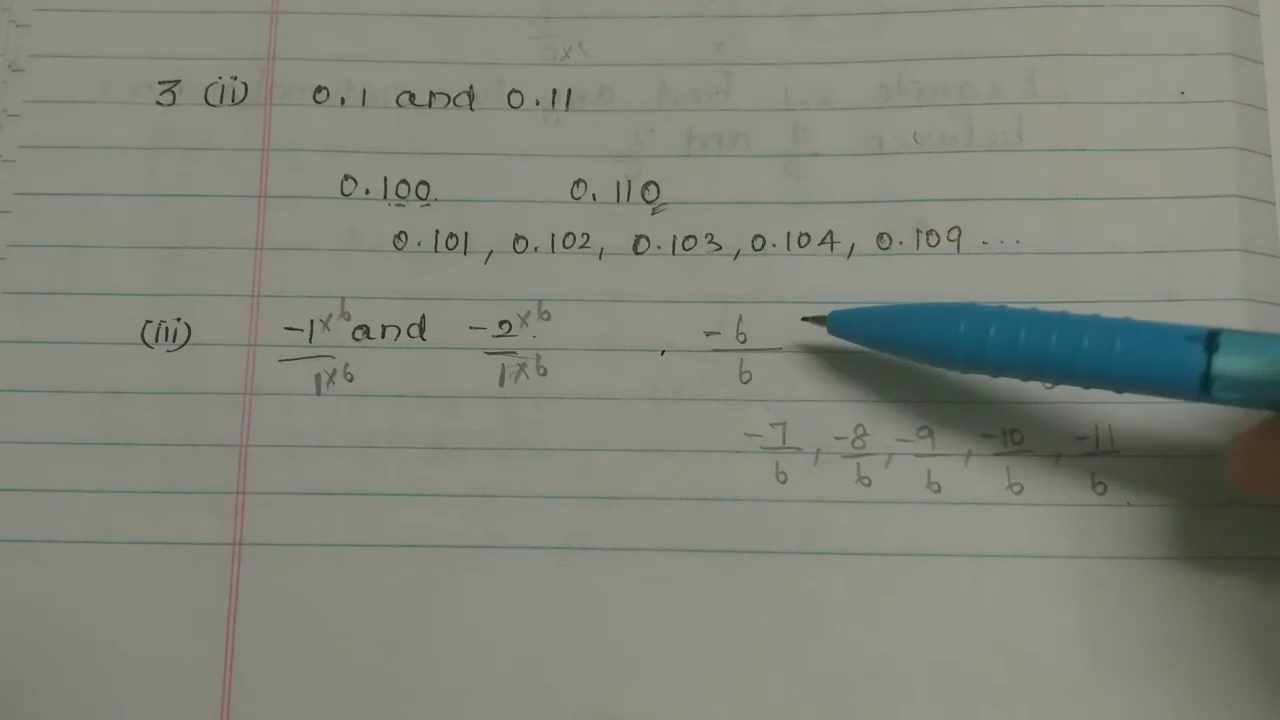 3 (ii) 0.1 and 0.11
0.100 0.110
0.101, 0.102, 0.103, 0.104, 0.109 ...
(iii) -1×6/1×6 and -2×6/1×6 -6/6
-7/6, -8/6, -9/6, -10/6, -11/6